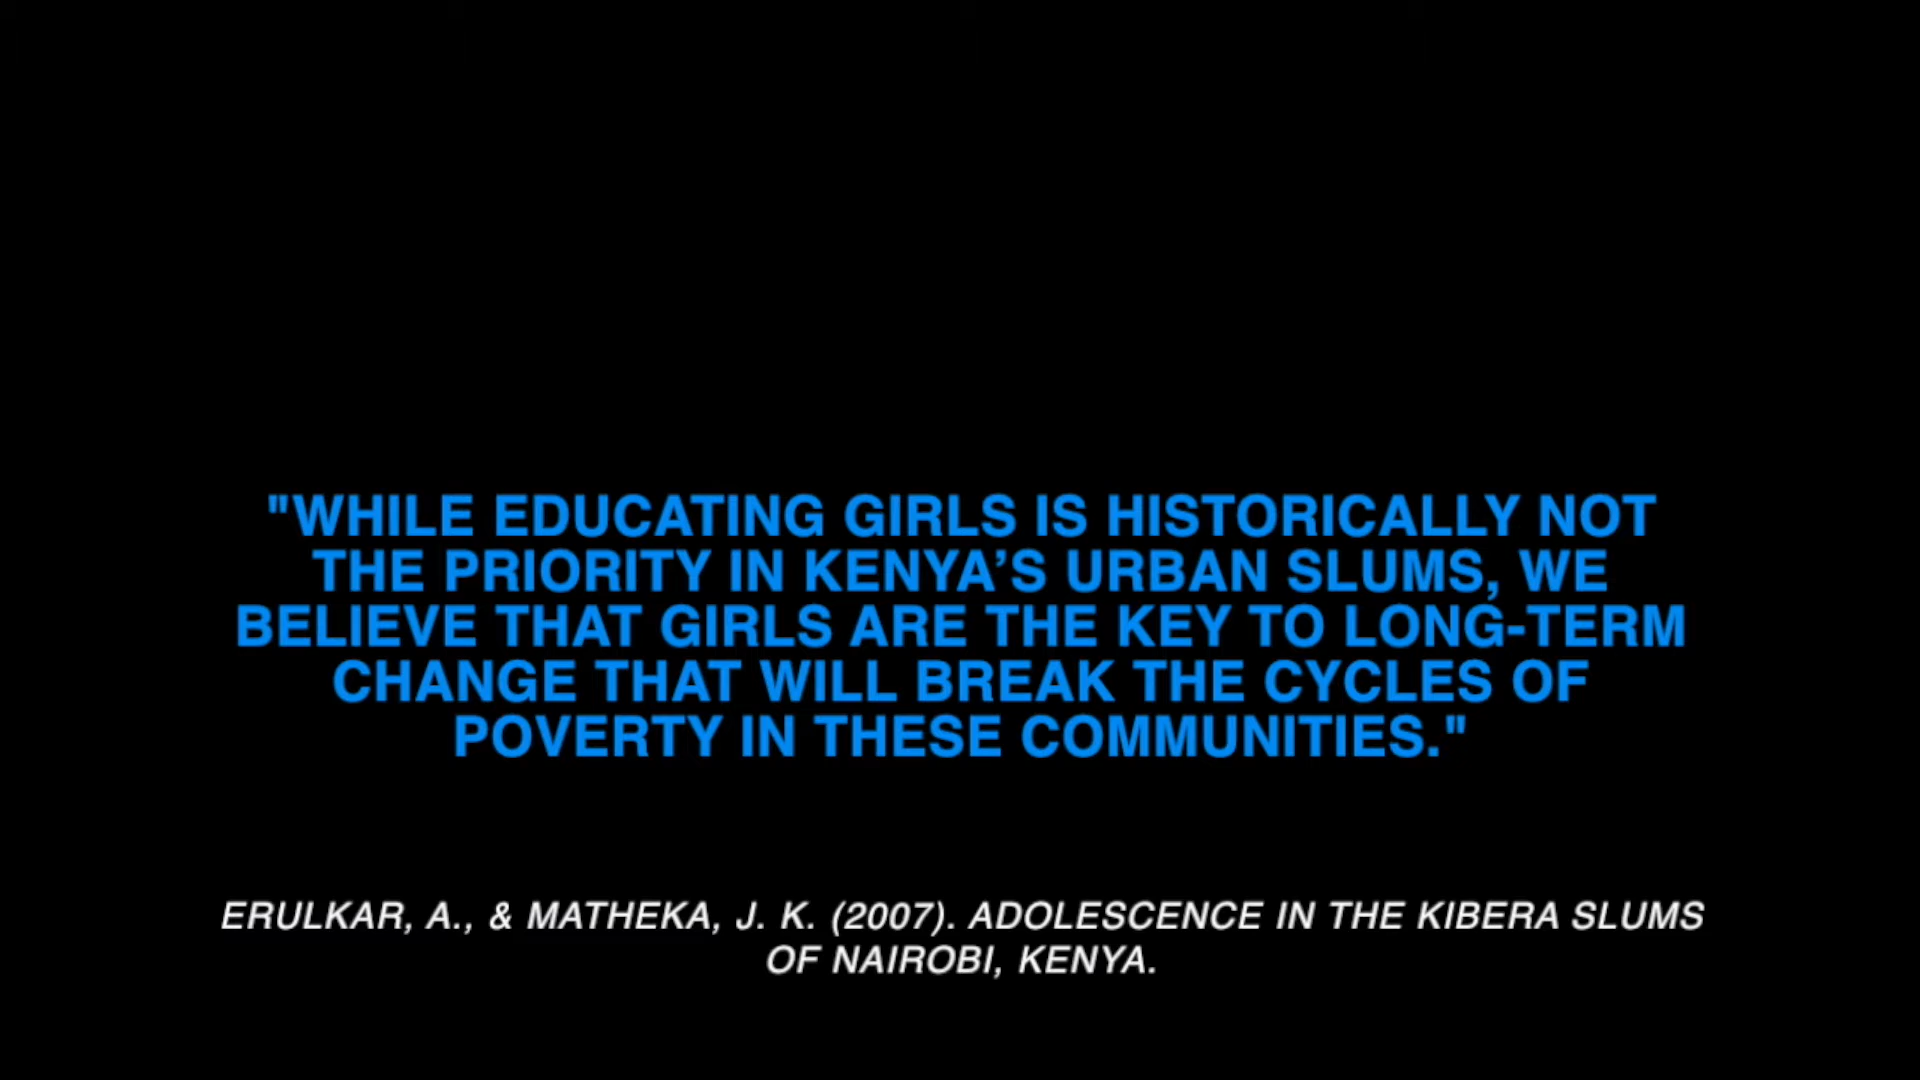 "WHILE EDUCATING GIRLS IS HISTORICALLY NOT
THE PRIORITY IN KENYA’S URBAN SLUMS, WE
BELIEVE THAT GIRLS ARE THE KEY TO LONG-TERM
CHANGE THAT WILL BREAK THE CYCLES OF
POVERTY IN THESE COMMUNITIES."
ERULKAR, A., & MATHEKA, J. K. (2007). ADOLESCENCE IN THE KIBERA SLUMS
OF NAIROBI, KENYA.